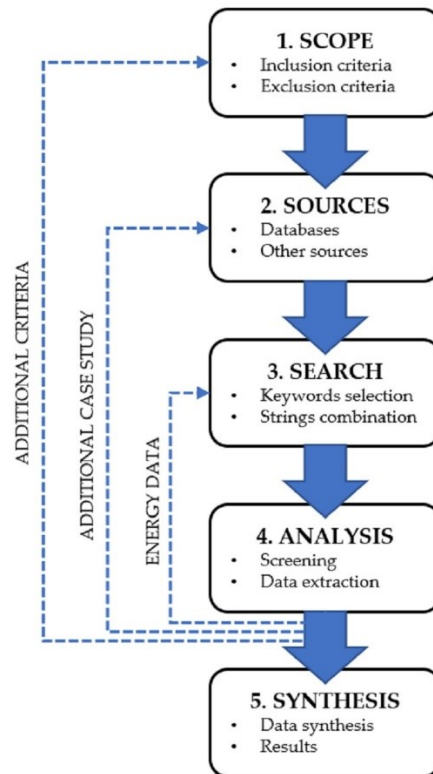 1. SCOPE
• Inclusion criteria
• Exclusion criteria
2. SOURCES
• Databases
• Other sources
3. SEARCH
• Keywords selection
• Strings combination
4. ANALYSIS
• Screening
• Data extraction
5. SYNTHESIS
• Data synthesis
• Results
ADDITIONAL CRITERIA
ADDITIONAL CASE STUDY
ENERGY DATA